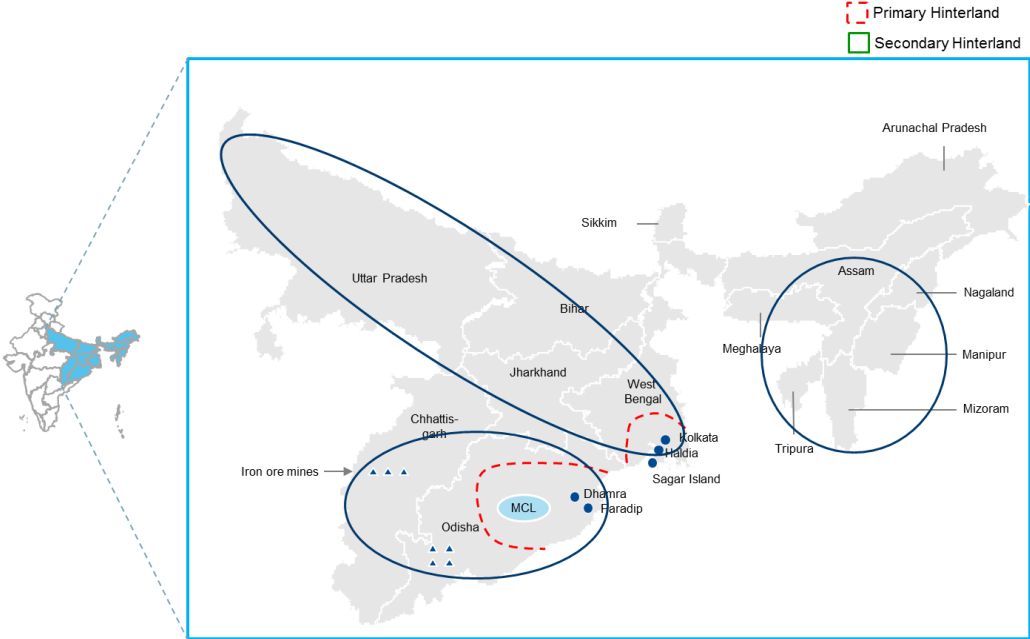 Primary Hinterland
Secondary Hinterland
Arunachal Pradesh
Sikkim
Assam
Uttar Pradesh
Nagaland
Bihar
Meghalaya
Manipur
Jharkhand
West
Bengal
Mizoram
Chhattis-
garh
Kolkata
Tripura
Haldia
Iron ore mines
Sagar Island
Dhamra
MCL
Paradip
Odisha